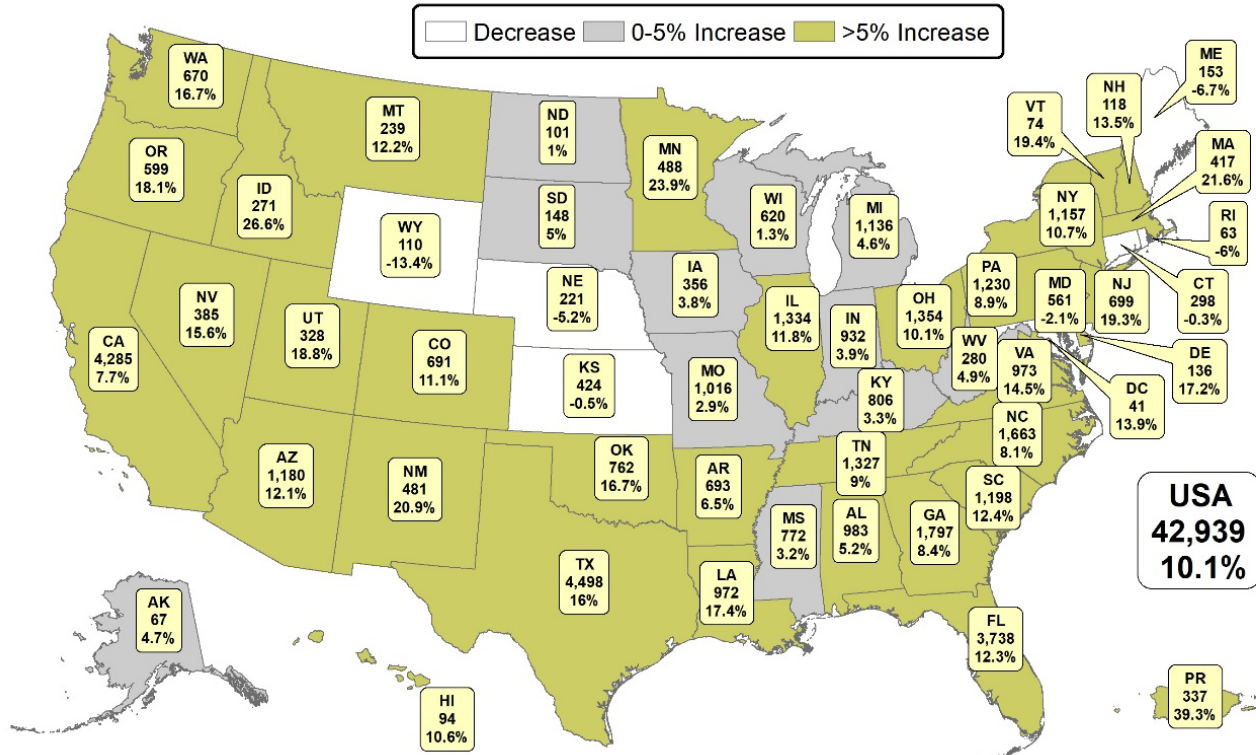 Decrease
0-5% Increase
>5% Increase
WA
670
16.7%
MT
239
12.2%
ND
101
1%
MN
488
23.9%
VT
74
19.4%
NH
118
13.5%
ME
153
-6.7%
MA
417
21.6%
OR
599
18.1%
ID
271
26.6%
WY
110
-13.4%
SD
148
5%
WI
620
1.3%
MI
1,136
4.6%
NY
1,157
10.7%
RI
63
-6%
NV
385
15.6%
UT
328
18.8%
NE
221
-5.2%
IA
356
3.8%
IL
1,334
11.8%
IN
932
3.9%
OH
1,354
10.1%
PA
1,230
8.9%
MD
561
-2.1%
NJ
699
19.3%
CT
298
-0.3%
CA
4,285
7.7%
CO
691
11.1%
KS
424
-0.5%
MO
1,016
2.9%
KY
806
3.3%
WV
280
4.9%
VA
973
14.5%
DC
41
13.9%
DE
136
17.2%
AZ
1,180
12.1%
NM
481
20.9%
OK
762
16.7%
AR
693
6.5%
TN
1,327
9%
NC
1,663
8.1%
SC
1,198
12.4%
MS
772
3.2%
AL
983
5.2%
GA
1,797
8.4%
USA
42,939
10.1%
TX
4,498
16%
LA
972
17.4%
FL
3,738
12.3%
AK
67
4.7%
HI
94
10.6%
PR
337
39.3%